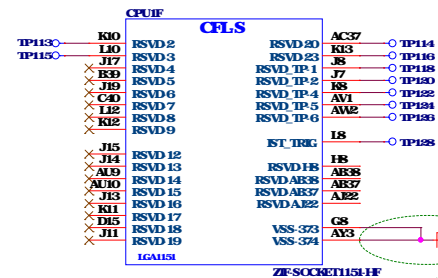 CPU1F
CFL-S
TP113 K10 RSVD-2 RSVD-20 AC37 TP114
TP115 L10 RSVD-3 RSVD-23 K13 TP116
J17 RSVD-4 RSVD_TP-1 J8 TP118
B39 RSVD-5 RSVD_TP-2 J7 TP120
J19 RSVD-6 RSVD_TP-4 K8 TP122
C40 RSVD-7 RSVD_TP-5 AV1 TP124
L12 RSVD-8 RSVD_TP-6 AW2 TP126
K12 RSVD-9
IST_TRIG L8 TP128
J15 RSVD-12
J14 RSVD-13 RSVD-H8 H8
AU9 RSVD-14 RSVD-AB38 AB38
AU10 RSVD-15 RSVD-AB37 AB37
J13 RSVD-16 RSVD-AJ22 AJ22
K11 RSVD-17
D15 RSVD-18 VSS-373 G8
J11 RSVD-19 VSS-374 AY3
LGA1151
ZIF-SOCKET1151-HF